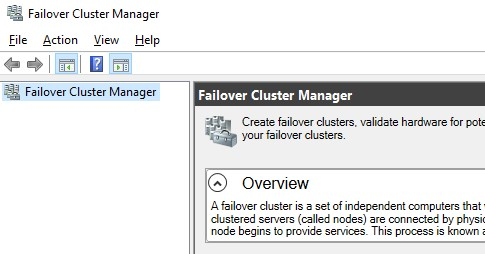 Failover Cluster Manager
File Action View Help
Failover Cluster Manager
Failover Cluster Manager
Create failover clusters, validate hardware for
your failover clusters.
Overview
A failover cluster is a set of independent computers that
clustered servers (called nodes) are connected by
node begins to provide services. This process is known